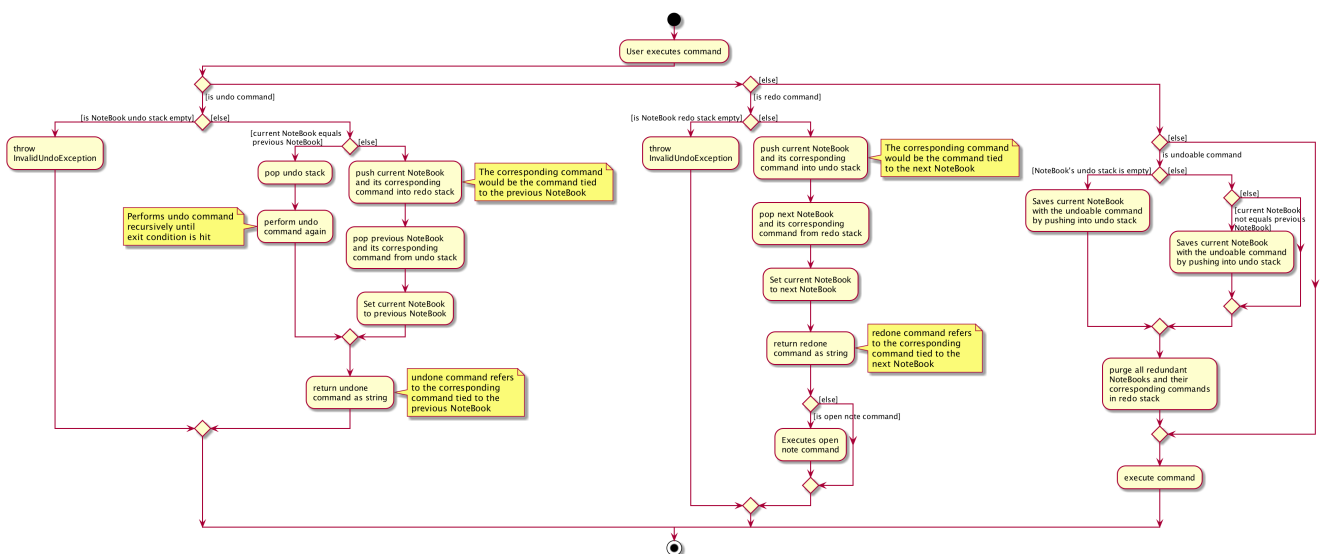 User executes command
[else]
[is undo command]
[is redo command]
[is NoteBook undo stack empty]
[else]
throw
InvalidUndoException
[current NoteBook equals
previous NoteBook]
[else]
pop undo stack
Performs undo command
recursively until
exit condition is hit
perform undo
command again
push current NoteBook
and its corresponding
command into redo stack
The corresponding command
would be the command tied
to the previous NoteBook
pop previous NoteBook
and its corresponding
command from undo stack
Set current NoteBook
to previous NoteBook
return undone
command as string
undone command refers
to the corresponding
command tied to the
previous NoteBook
[is NoteBook redo stack empty]
[else]
throw
InvalidUndoException
push current NoteBook
and its corresponding
command into undo stack
The corresponding command
would be the command tied
to the next NoteBook
pop next NoteBook
and its corresponding
command from redo stack
Set current NoteBook
to next NoteBook
return redone
command as string
redone command refers
to the corresponding
command tied to the
next NoteBook
[else]
[is open note command]
Executes open
note command
[else]
is undoable command
[NoteBook's undo stack is empty]
[else]
Saves current NoteBook
with the undoable command
by pushing into undo stack
[else]
[current NoteBook
not equals previous
NoteBook]
Saves current NoteBook
with the undoable command
by pushing into undo stack
purge all redundant
NoteBooks and their
corresponding commands
in redo stack
execute command